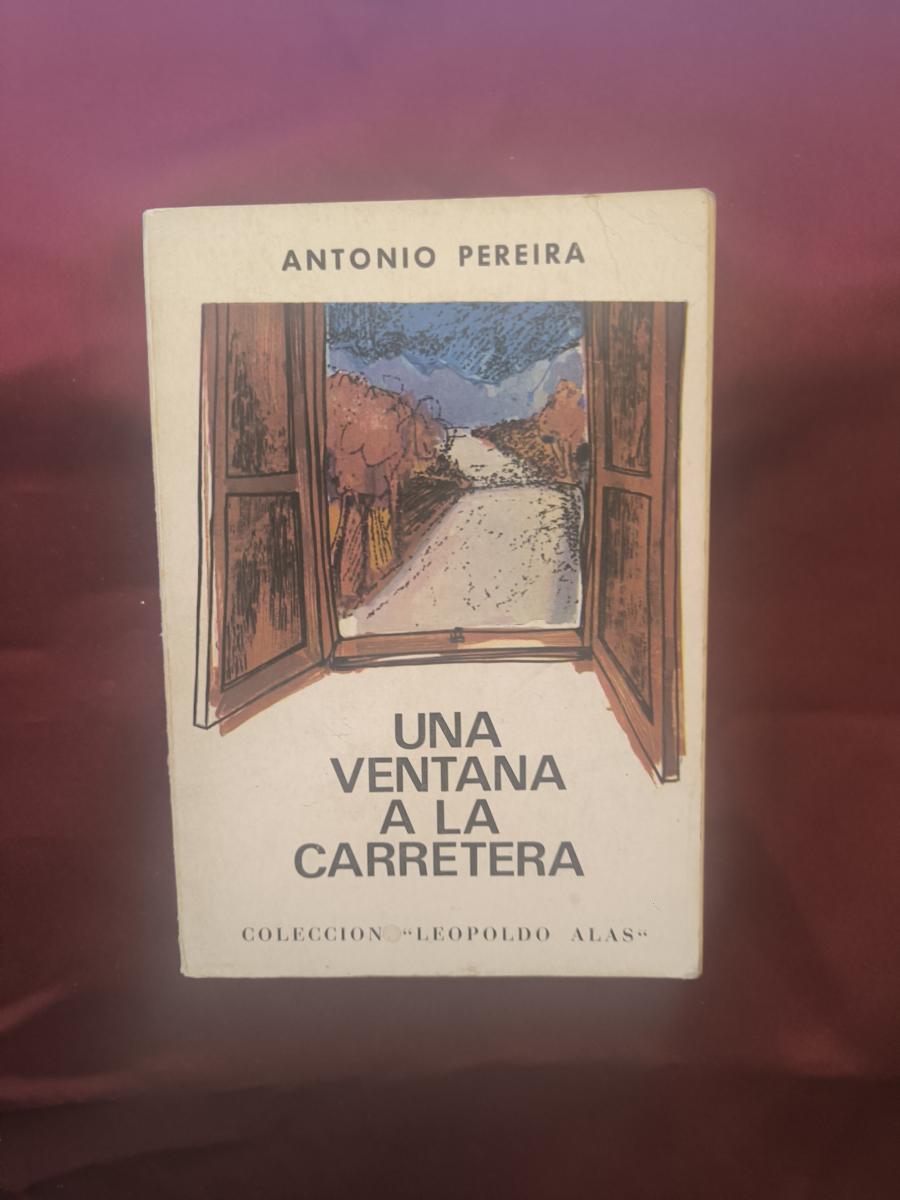 ANTONIO PEREIRA
UNA
VENTANA
A LA
CARRETERA
COLECCION “LEOPOLDO ALAS“